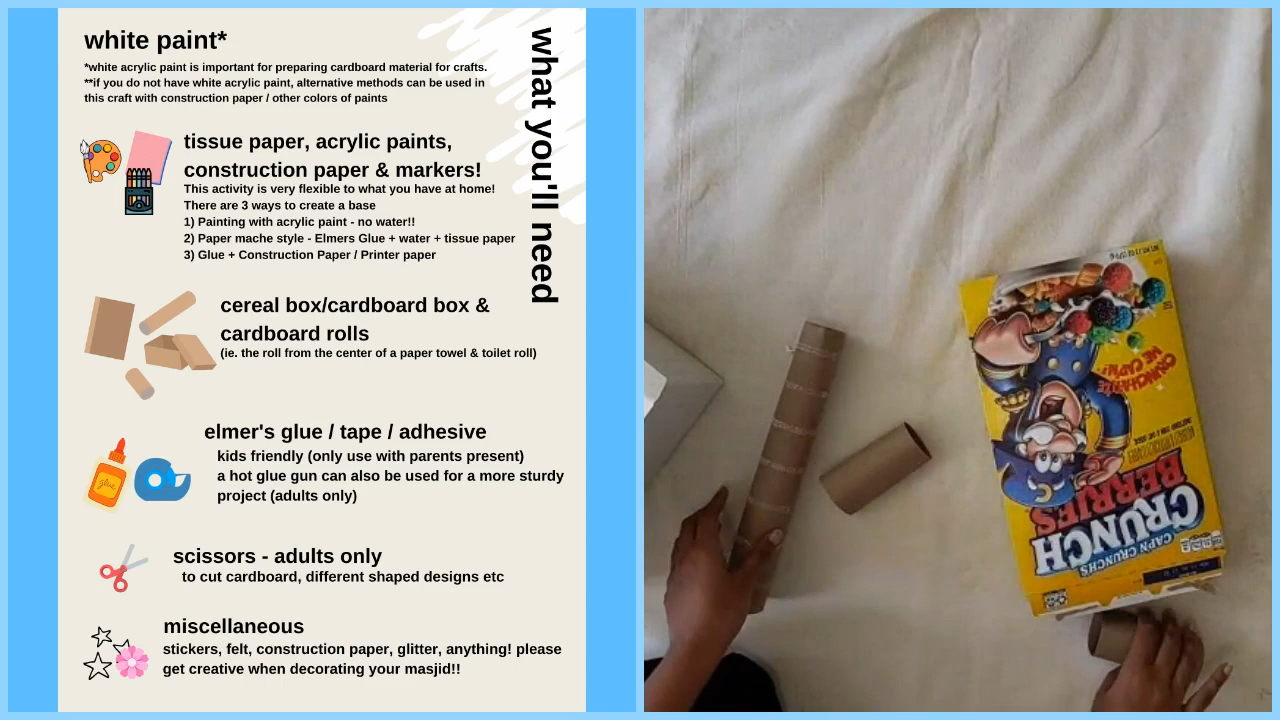 white paint*
*white acrylic paint is important for preparing cardboard material for crafts.
**if you do not have white acrylic paint, alternative methods can be used in
this craft with construction paper / other colors of paints
what you'll need
tissue paper, acrylic paints,
construction paper & markers!
This activity is very flexible to what you have at home!
There are 3 ways to create a base
1) Painting with acrylic paint - no water!!
2) Paper mache style - Elmers Glue + water + tissue paper
3) Glue + Construction Paper / Printer paper
cereal box/cardboard box &
cardboard rolls
(ie. the roll from the center of a paper towel & toilet roll)
elmer's glue / tape / adhesive
kids friendly (only use with parents present)
a hot glue gun can also be used for a more sturdy
project (adults only)
glue
scissors - adults only
to cut cardboard, different shaped designs etc
miscellaneous
stickers, felt, construction paper, glitter, anything! please
get creative when decorating your masjid!!
CAP'N CRUNCH'S
CRUNCH
BERRIES
CRUNCH-A-TIZE
ME CAP'N!